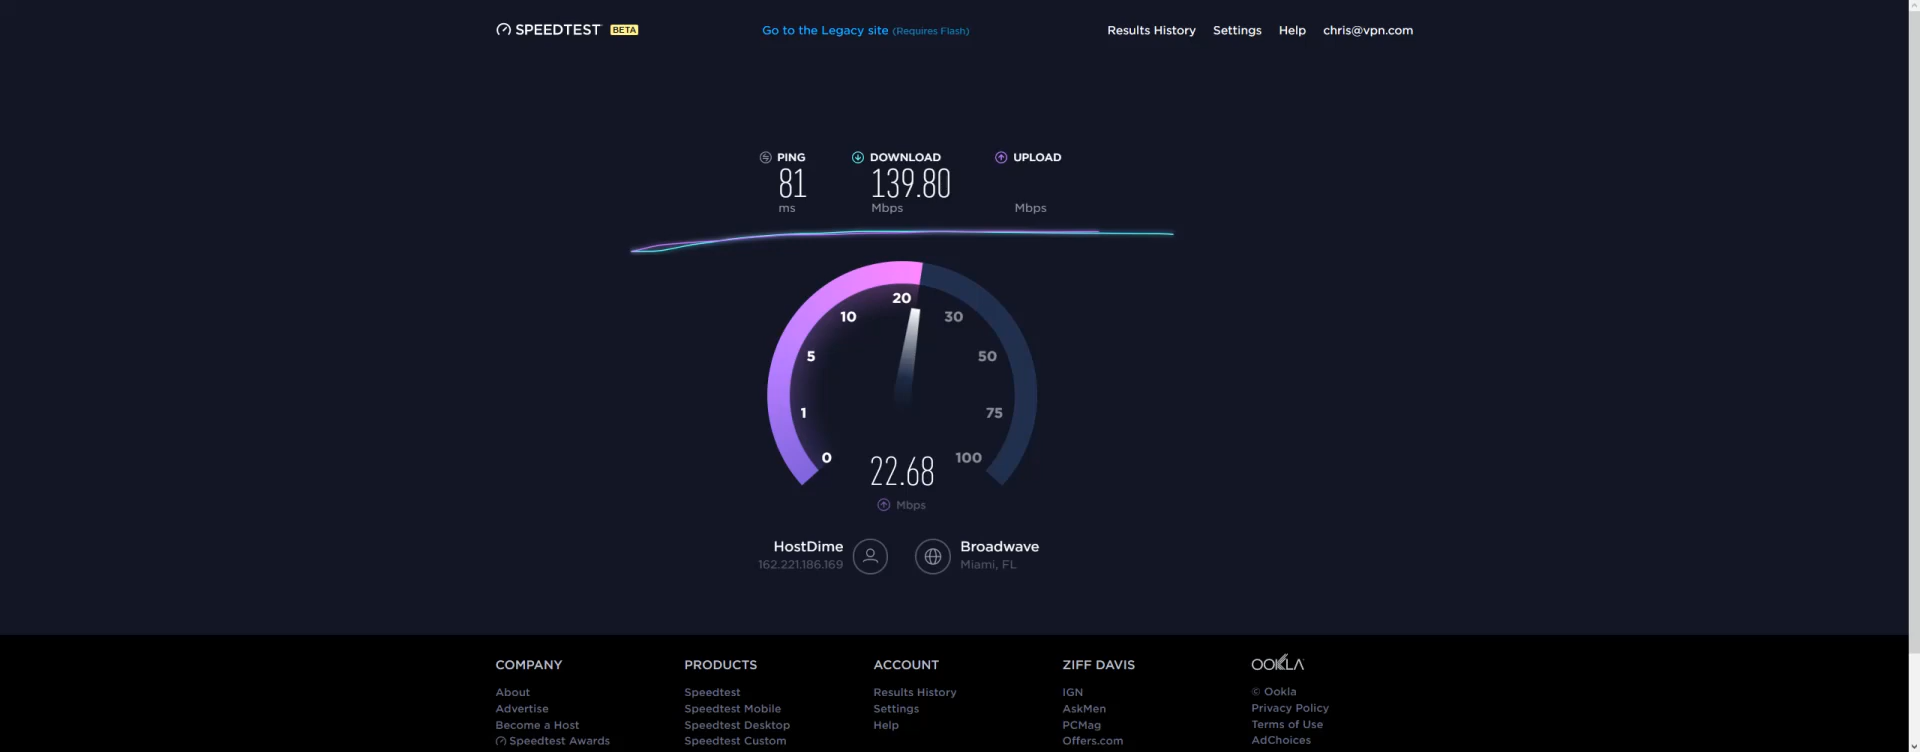 SPEEDTEST BETA
Go to the Legacy site (Requires Flash)
Results History Settings Help chris@vpn.com
PING DOWNLOAD UPLOAD
81 139.80
ms Mbps Mbps
20
10 30
5 50
1 75
0 100
22.68
Mbps
HostDime
162.221.186.169
Broadwave
Miami, FL
COMPANY
About
Advertise
Become a Host
Speedtest Awards
PRODUCTS
Speedtest
Speedtest Mobile
Speedtest Desktop
Speedtest Custom
ACCOUNT
Results History
Settings
Help
ZIFF DAVIS
IGN
AskMen
PCMag
Offers.com
OOKLA
© Ookla
Privacy Policy
Terms of Use
AdChoices